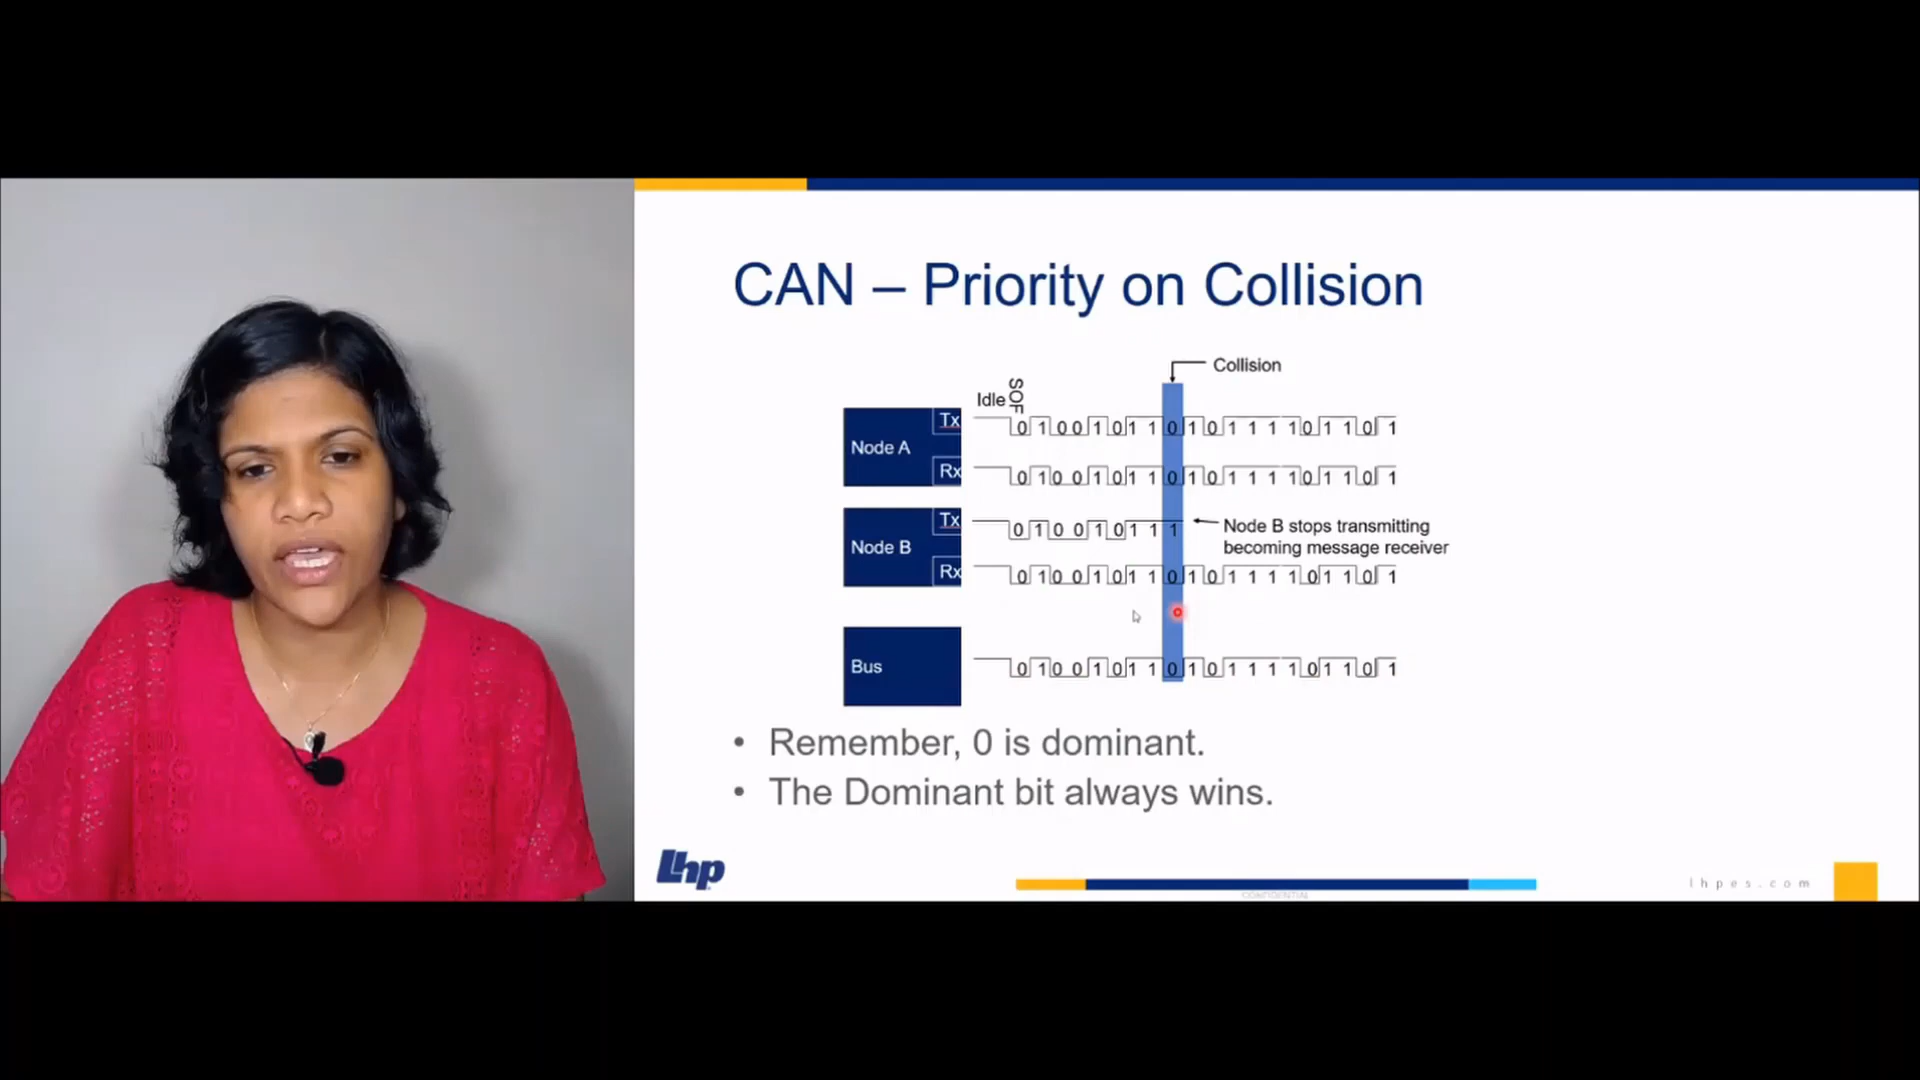 CAN – Priority on Collision
Collision
Idle
SOF
Node A
Tx
0 1 0 0 1 0 1 1 0 1 0 1 1 1 1 0 1 1 0 1
Rx
0 1 0 0 1 0 1 1 0 1 0 1 1 1 1 0 1 1 0 1
Node B
Tx
0 1 0 0 1 0 1 1 1
Node B stops transmitting
becoming message receiver
Rx
0 1 0 0 1 0 1 1 0 1 0 1 1 1 1 0 1 1 0 1
Bus
0 1 0 0 1 0 1 1 0 1 0 1 1 1 1 0 1 1 0 1
• Remember, 0 is dominant.
• The Dominant bit always wins.
Lhp
CONFIDENTIAL
lhpes.com